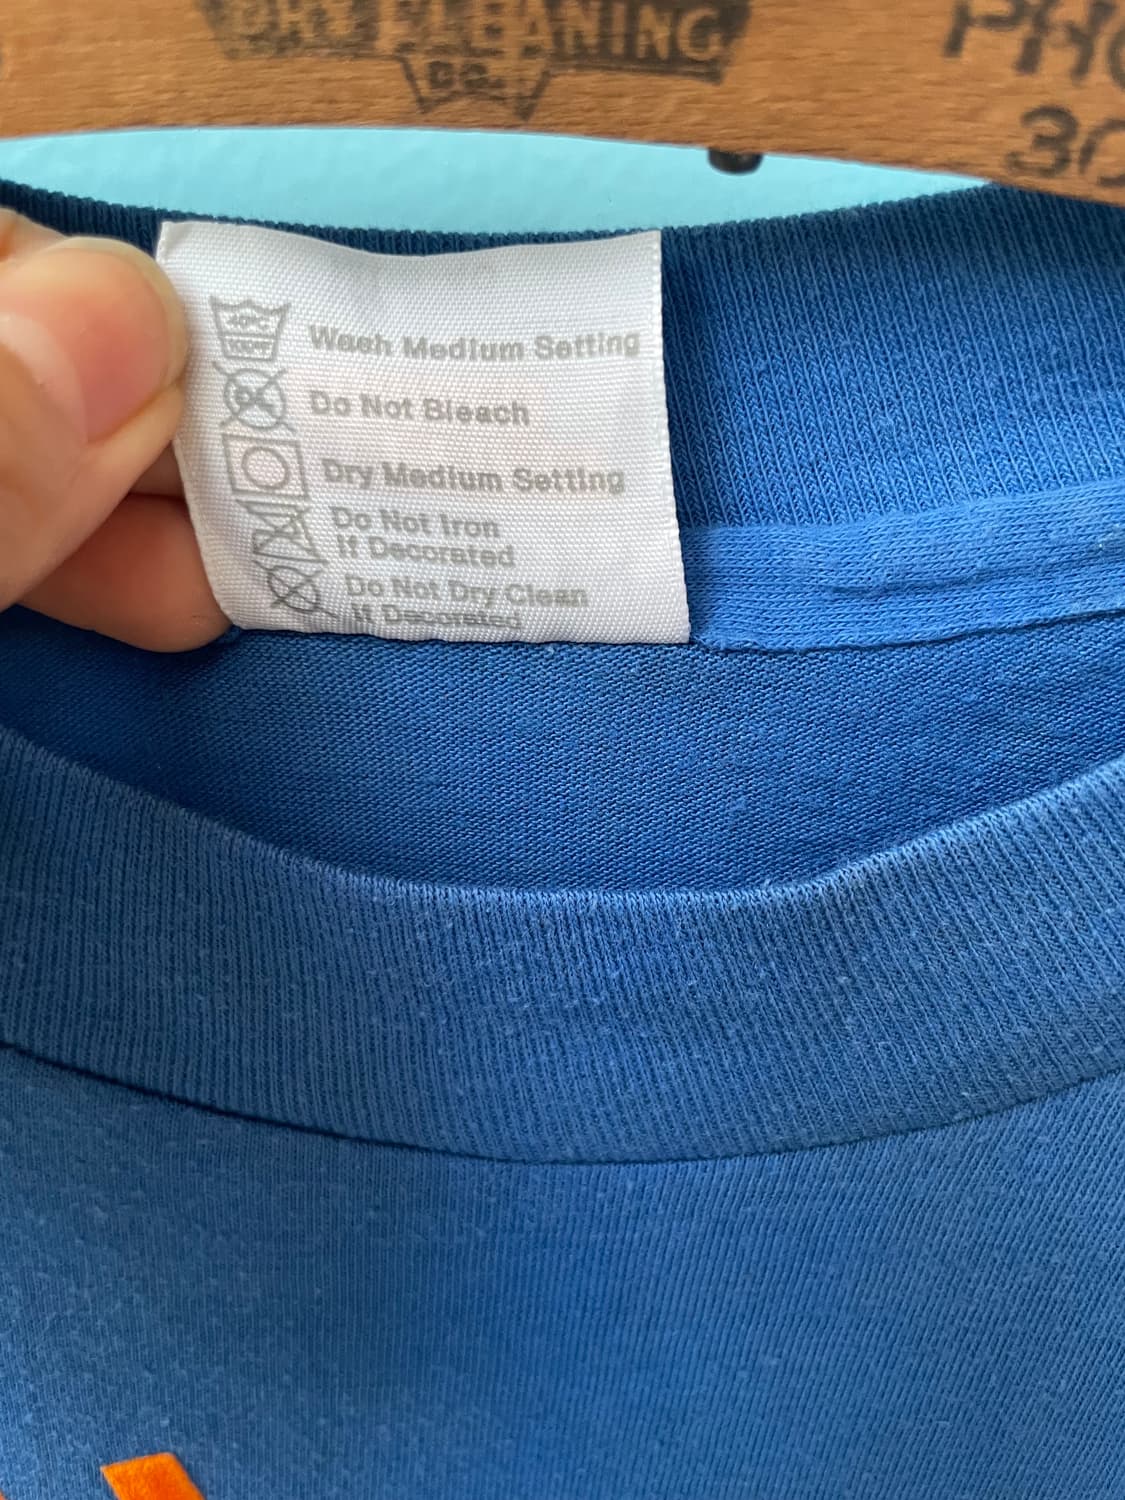 DRY CLEANING
CO.
PHO
30
Wash Medium Setting
Do Not Bleach
Dry Medium Setting
Do Not Iron
If Decorated
Do Not Dry Clean
If Decorated